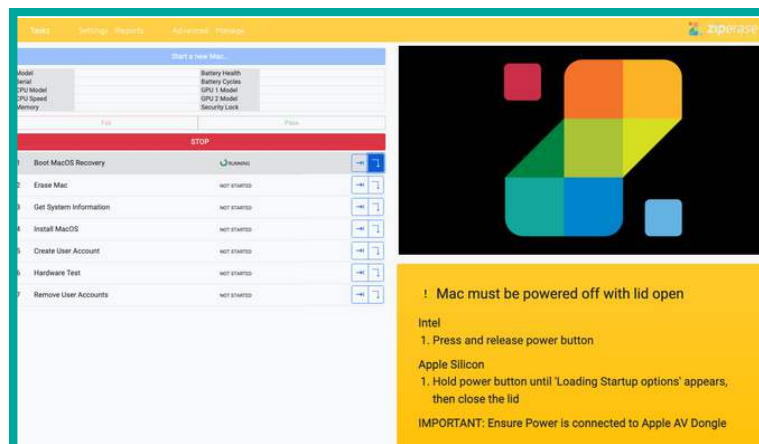 Tasks Settings Reports Advanced Manage
ziperase
Start a new Mac...
Model Battery Health
Serial Battery Cycles
CPU Model GPU 1 Model
CPU Speed GPU 2 Model
Memory Security Lock
Fail Pass
STOP
1 Boot MacOS Recovery RUNNING
2 Erase Mac NOT STARTED
3 Get System Information NOT STARTED
4 Install MacOS NOT STARTED
5 Create User Account NOT STARTED
6 Hardware Test NOT STARTED
7 Remove User Accounts NOT STARTED
! Mac must be powered off with lid open
Intel
1. Press and release power button
Apple Silicon
1. Hold power button until 'Loading Startup options' appears,
then close the lid
IMPORTANT: Ensure Power is connected to Apple AV Dongle